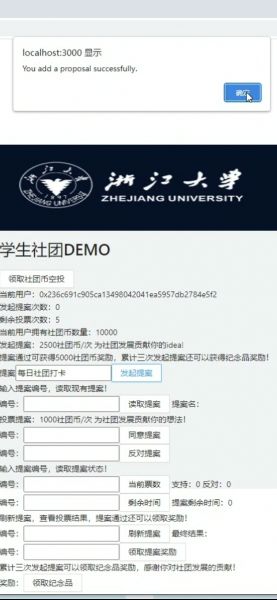 localhost:3000 显示
You add a proposal successfully.
确定
浙江大学
ZHEJIANG UNIVERSITY
学生社团DEMO
领取社团币空投
当前用户：0x236c691c905ca13498042041ea5957db2784e5f2
发起提案次数：0
剩余投票次数：5
当前用户拥有社团币数量：10000
发起提案：2500社团币/次 为社团发展贡献你的idea!
提案通过可获得5000社团币奖励，累计三次发起提案还可以获得纪念品奖励！
提案 每日社团打卡 发起提案
输入提案编号，读取现有提案！
编号： 读取提案 提案名：
投票提案：1000社团币/次 为社团发展贡献你的想法！
编号： 同意提案
编号： 反对提案
输入提案编号，读取提案状态！
编号： 当前票数 支持：0 反对：0
编号： 剩余时间 提案剩余时间：0
刷新提案，查看投票结果，提案通过还可以领取奖励！
编号： 刷新提案 最终结果：
编号： 领取提案奖励
累计三次发起提案可以领取纪念品奖励，感谢你对社团发展的贡献！
奖励： 领取纪念品